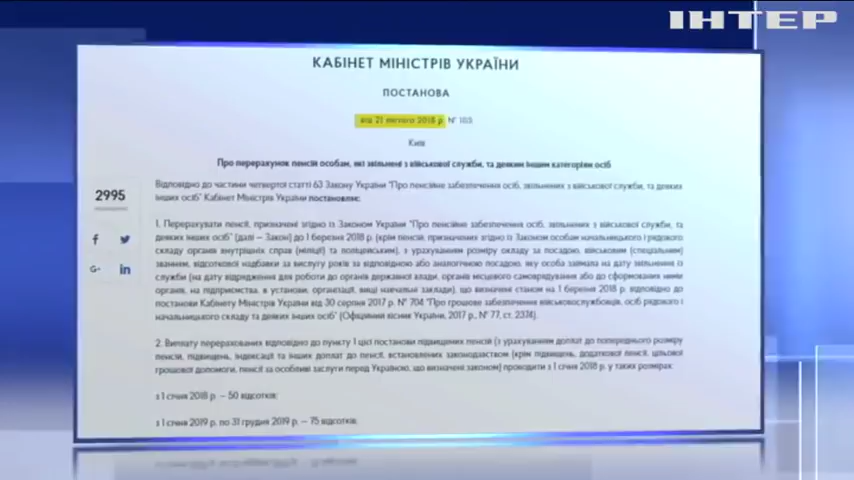 ІНТЕР
КАБІНЕТ МІНІСТРІВ УКРАЇНИ
ПОСТАНОВА
від 21 лютого 2018 р. № 103
Київ
Про перерахунок пенсій особам, які звільнені з військової служби, та деяким іншим категоріям осіб
2995
Відповідно до частини четвертої статті 63 Закону України "Про пенсійне забезпечення осіб, звільнених з військової служби, та деяких
інших осіб" Кабінет Міністрів України постановляє:
1. Перерахувати пенсії, призначені згідно із Законом України "Про пенсійне забезпечення осіб, звільнених з військової служби, та
деяких інших осіб" (далі — Закон) до 1 березня 2018 р. (крім пенсій, призначених згідно із Законом особам начальницького і рядового
складу органів внутрішніх справ (міліції) та поліцейським), з урахуванням розміру окладу за посадою, військовим (спеціальним)
званням, відсоткової надбавки за вислугу років за відповідною або аналогічною посадою, яку особа займала на дату звільнення із
служби (на дату відрядження для роботи до органів державної влади, органів місцевого самоврядування або до сформованих ними
органів, на підприємства, в установи, організації, вищі навчальні заклади), що визначені станом на 1 березня 2018 р. відповідно до
постанови Кабінету Міністрів України від 30 серпня 2017 р. № 704 "Про грошове забезпечення військовослужбовців, осіб рядового і
начальницького складу та деяких інших осіб" (Офіційний вісник України, 2017 р., № 77, ст. 2374).
2. Виплату перерахованих відповідно до пункту 1 цієї постанови підвищених пенсій (з урахуванням доплат до попереднього розміру
пенсій, підвищень, індексації та інших доплат до пенсії, встановлених законодавством (крім підвищень, додаткової пенсії, цільової
грошової допомоги, пенсії за особливі заслуги перед Україною, що визначені законом) проводити з 1 січня 2018 р. у таких розмірах:
з 1 січня 2018 р. — 50 відсотків;
з 1 січня 2019 р. по 31 грудня 2019 р. — 75 відсотків;